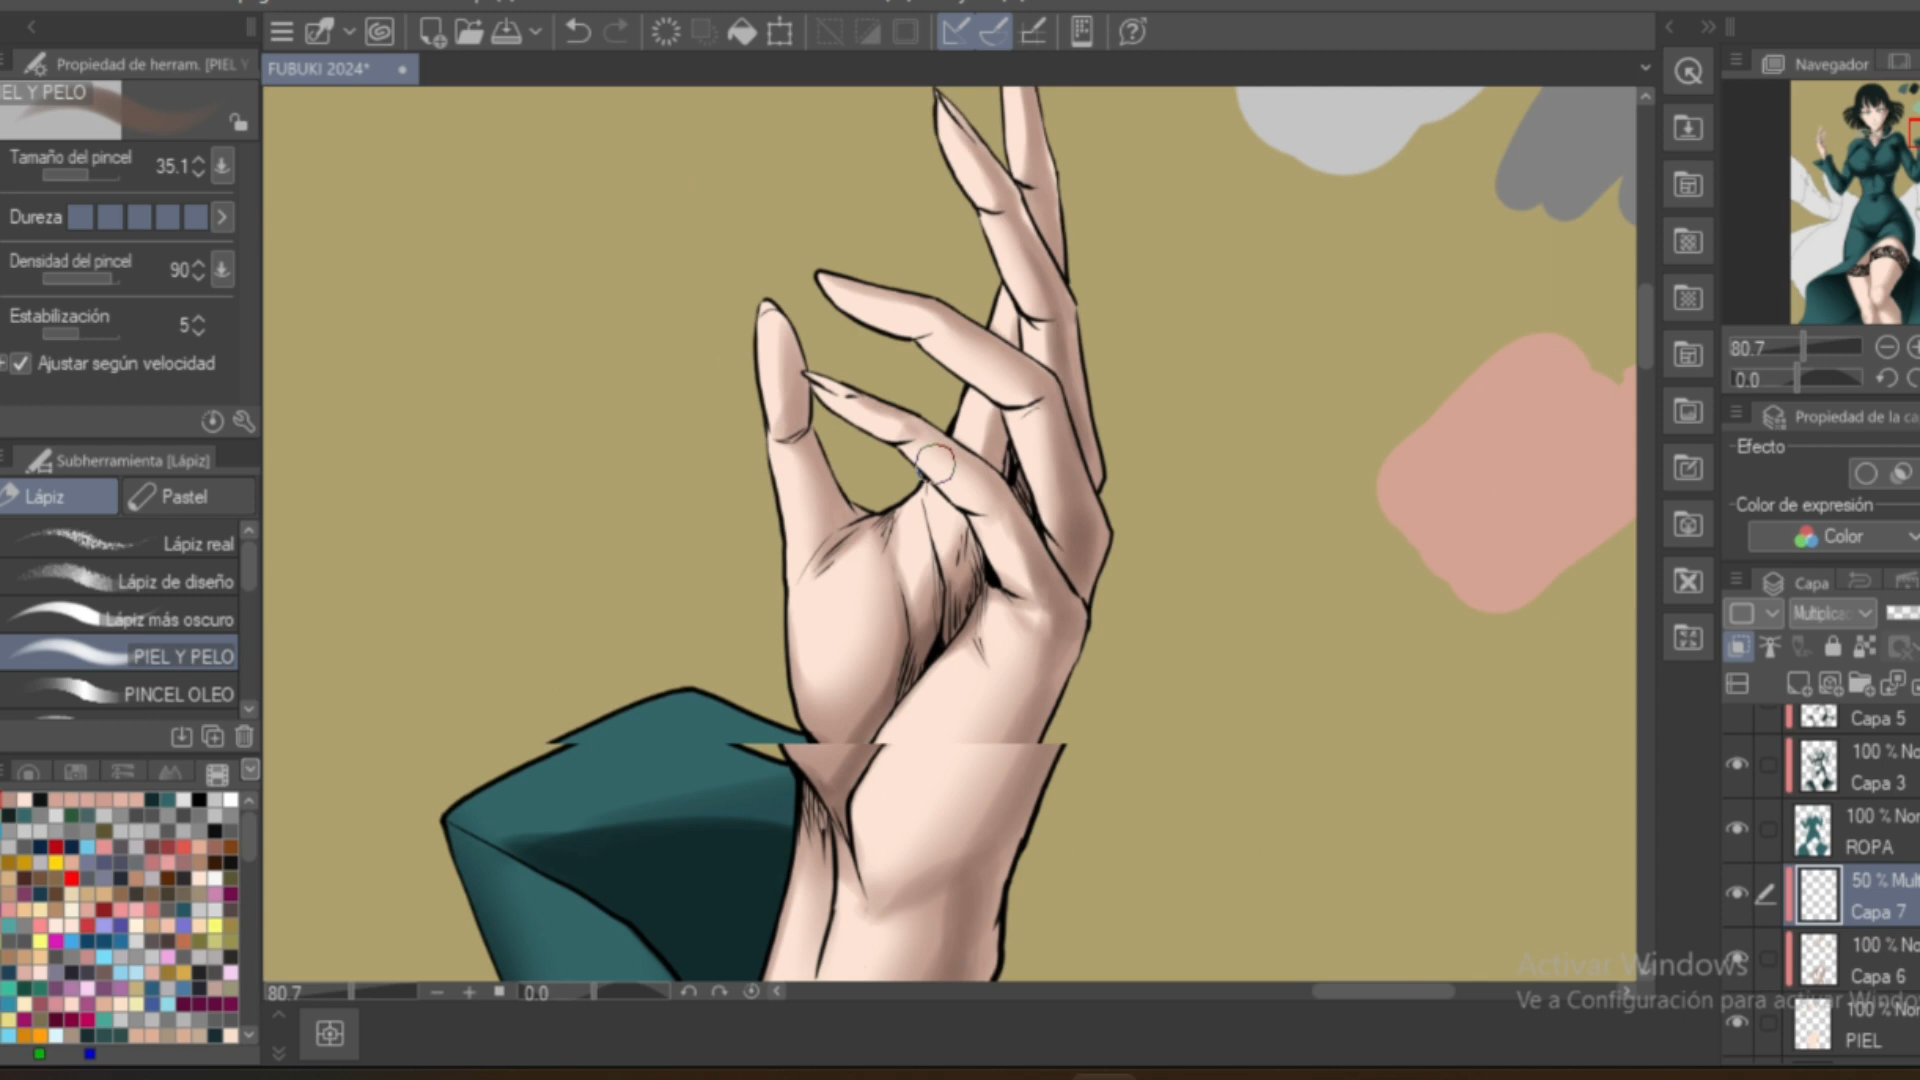 FUBUKI 2024*
Propiedad de herram. [PIEL Y
EL Y PELO
Tamaño del pincel
35.1
Dureza
Densidad del pincel
90
Estabilización
5
Ajustar según velocidad
Subherramienta [Lápiz]
Lápiz
Pastel
Lápiz real
Lápiz de diseño
Lápiz más oscuro
PIEL Y PELO
PINCEL OLEO
80.7
0.0
Navegador
80.7
0.0
Propiedad de la ca
Efecto
Color de expresión
Color
Capa
Multiplica
Capa 5
100 % No
Capa 3
100 % Nor
ROPA
50 % Mult
Capa 7
100 % No
Capa 6
100 % Nor
PIEL
Activar Windows
Ve a Configuración para activar Windo